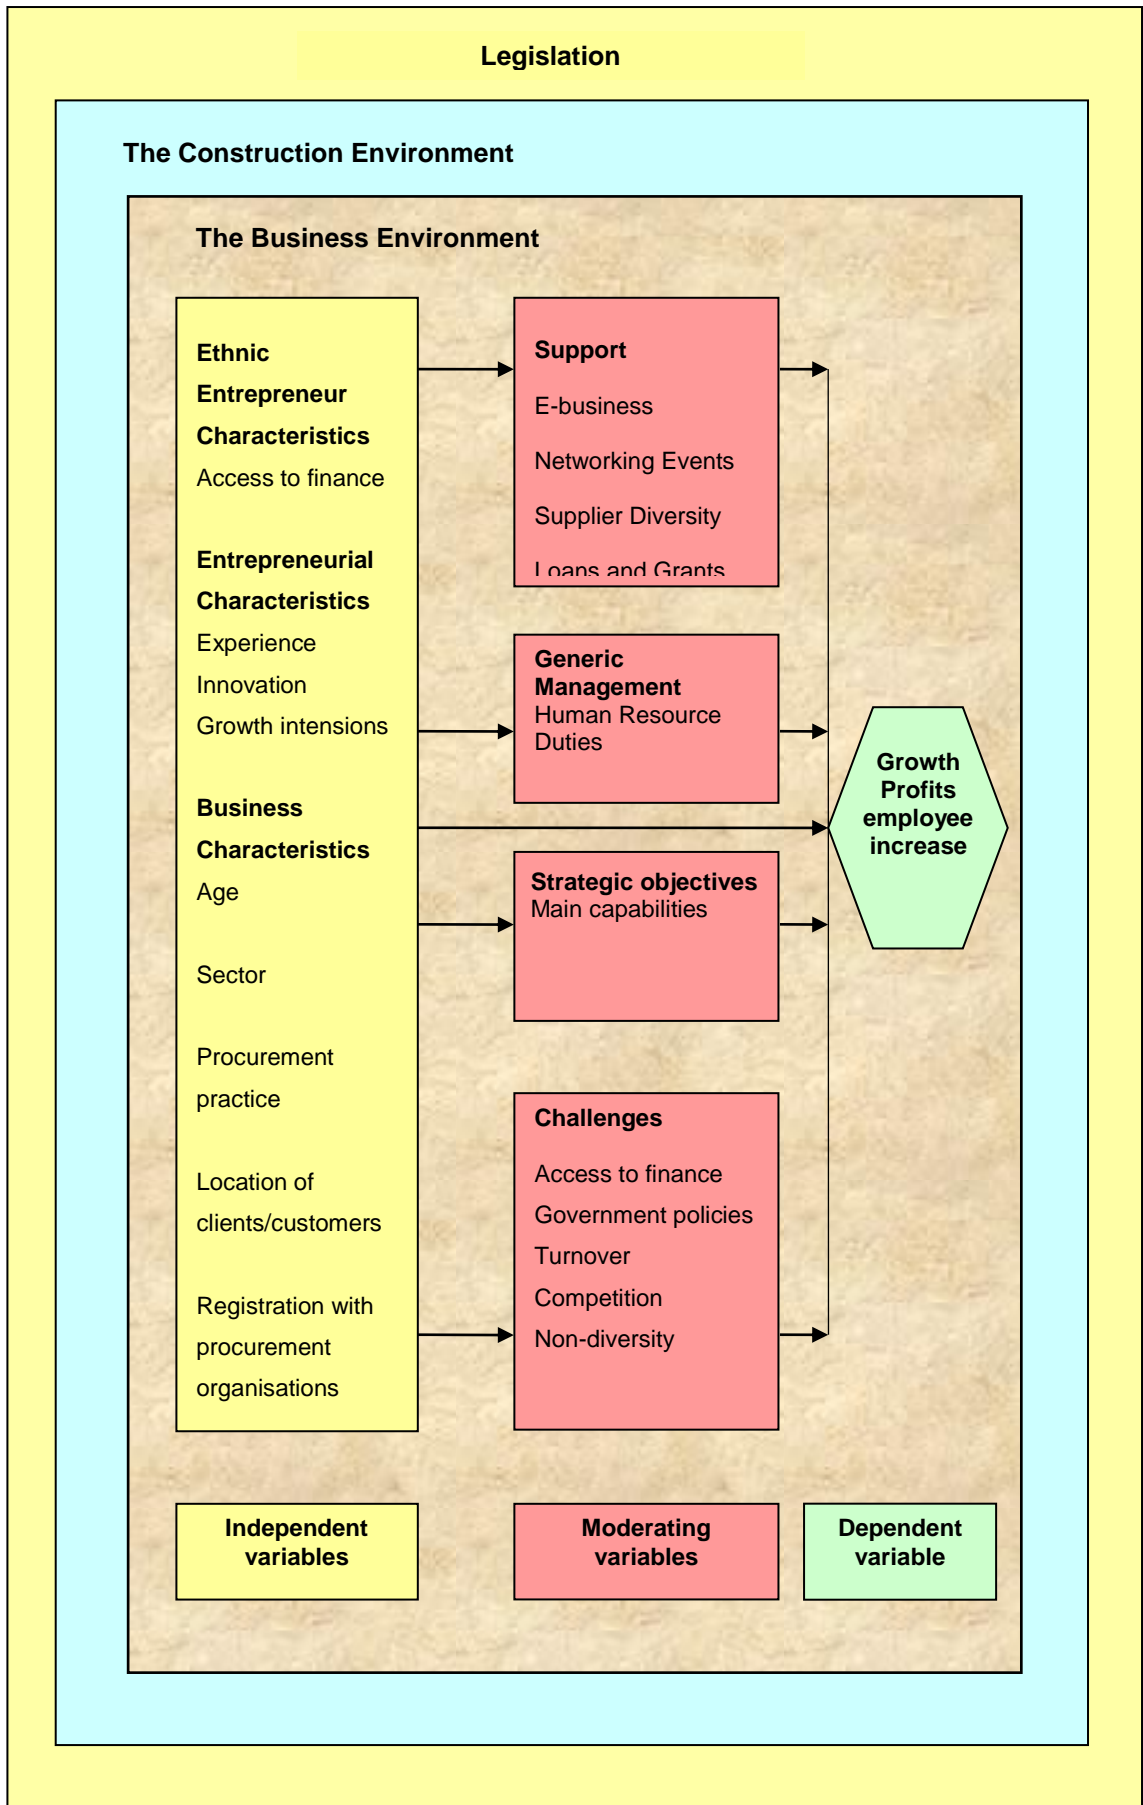 Legislation
The Construction Environment
The Business Environment
Ethnic
Entrepreneur
Characteristics
Access to finance
Entrepreneurial
Characteristics
Experience
Innovation
Growth intensions
Business
Characteristics
Age
Sector
Procurement
practice
Location of
clients/customers
Registration with
procurement
organisations
Support
E-business
Networking Events
Supplier Diversity
Loans and Grants
Generic
Management
Human Resource
Duties
Strategic objectives
Main capabilities
Challenges
Access to finance
Government policies
Turnover
Competition
Non-diversity
Growth
Profits
employee
increase
Independent
variables
Moderating
variables
Dependent
variable